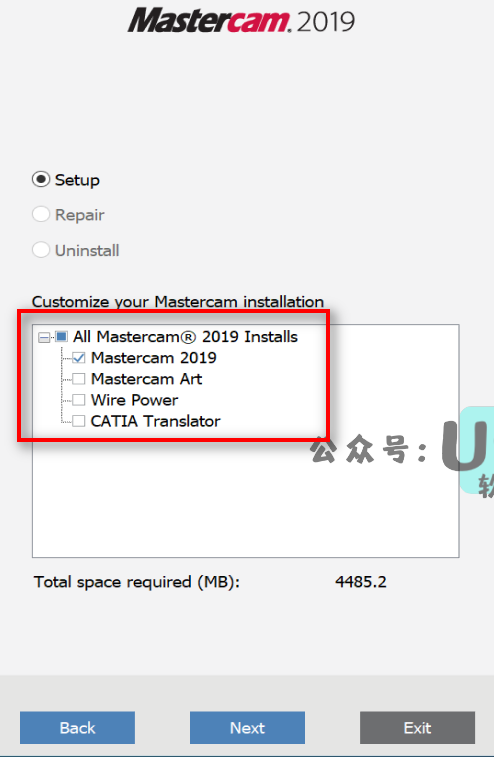 Mastercam. 2019
Setup
Repair
Uninstall
Customize your Mastercam installation
All Mastercam® 2019 Installs
Mastercam 2019
Mastercam Art
Wire Power
CATIA Translator
公众号:U
软
Total space required (MB): 4485.2
Back Next Exit